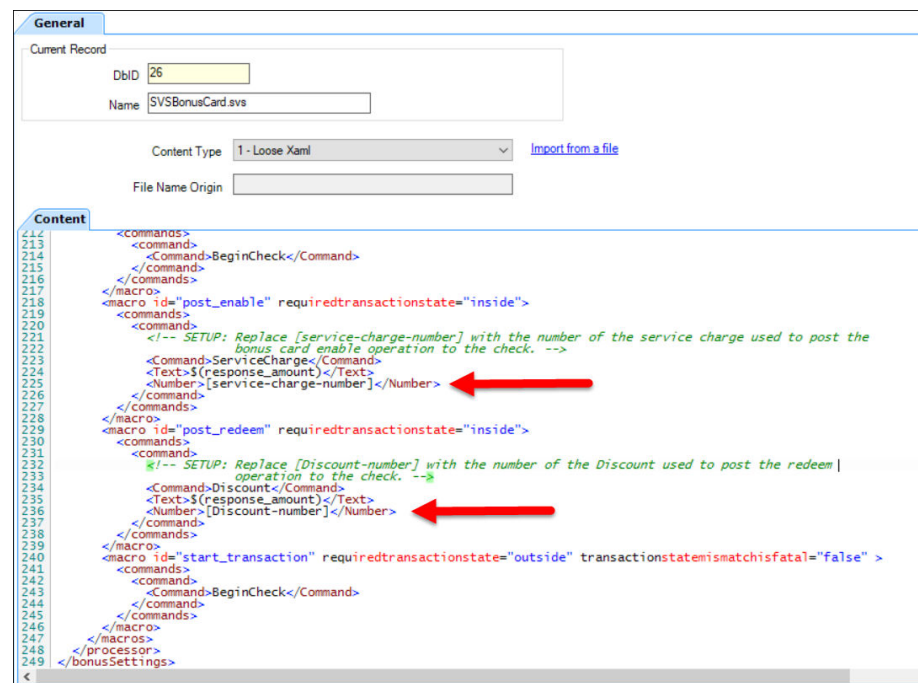 General
Current Record
DbID 26
Name SVSBonusCard.svs
Content Type 1 - Loose Xaml Import from a file
File Name Origin
Content
212 <commands>
213 <command>
214 <Command>BeginCheck</Command>
215 </command>
216 </commands>
217 </macro>
218 <macro id="post_enable" requiredtransactionstate="inside">
219 <commands>
220 <command>
221 <!-- SETUP: Replace [service-charge-number] with the number of the service charge used to post the
222 bonus card enable operation to the check. -->
223 <Command>ServiceCharge</Command>
224 <Text>$(response_amount)</Text>
225 <Number>[service-charge-number]</Number>
226 </command>
227 </commands>
228 </macro>
229 <macro id="post_redeem" requiredtransactionstate="inside">
230 <commands>
231 <command>
232 <!-- SETUP: Replace [Discount-number] with the number of the Discount used to post the redeem
233 operation to the check. -->
234 <Command>Discount</Command>
235 <Text>$(response_amount)</Text>
236 <Number>[Discount-number]</Number>
237 </command>
238 </commands>
239 </macro>
240 <macro id="start_transaction" requiredtransactionstate="outside" transactionstatemismatchisfatal="false" >
241 <commands>
242 <command>
243 <Command>BeginCheck</Command>
244 </command>
245 </commands>
246 </macro>
247 </macros>
248 </processor>
249 </bonusSettings>